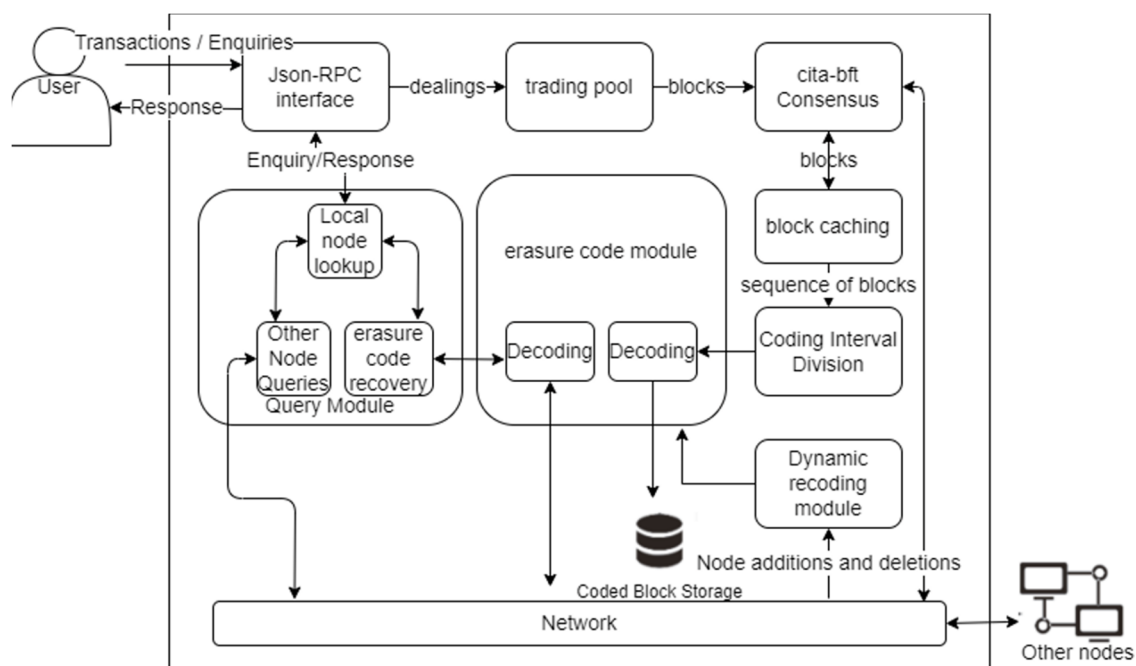 Transactions / Enquiries
User
Response
Json-RPC
interface
dealings
trading pool
blocks
cita-bft
Consensus
Enquiry/Response
blocks
Local
node
lookup
erasure code module
block caching
sequence of blocks
Other
Node
Queries
erasure
code
recovery
Query Module
Decoding
Decoding
Coding Interval
Division
Dynamic
recoding
module
Node additions and deletions
Coded Block Storage
Network
Other nodes